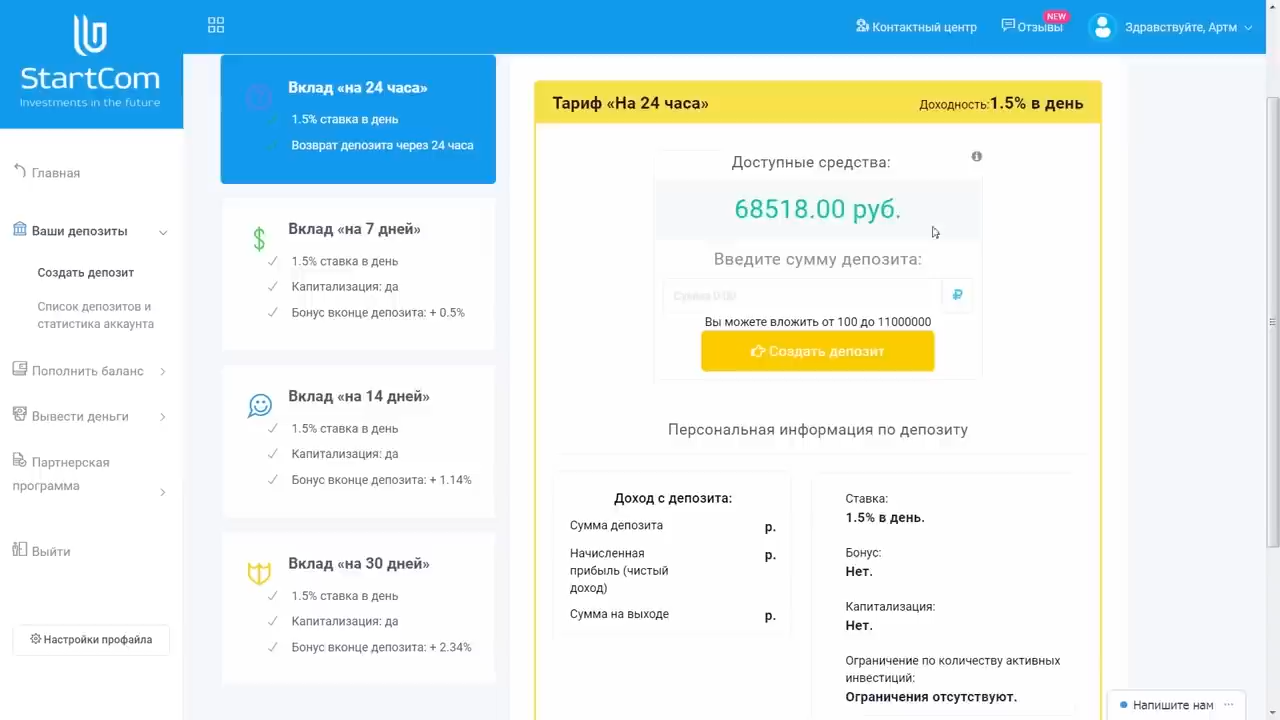 StartCom
Investments in the future
Контактный центр
Отзывы
NEW
Здравствуйте, Артм
Главная
Ваши депозиты
Создать депозит
Список депозитов и
статистика аккаунта
Пополнить баланс
Вывести деньги
Партнерская
программа
Выйти
Настройки профиля
Вклад «на 24 часа»
1.5% ставка в день
Возврат депозита через 24 часа
Вклад «на 7 дней»
1.5% ставка в день
Капитализация: да
Бонус вконце депозита: + 0.5%
Вклад «на 14 дней»
1.5% ставка в день
Капитализация: да
Бонус вконце депозита: + 1.14%
Вклад «на 30 дней»
1.5% ставка в день
Капитализация: да
Бонус вконце депозита: + 2.34%
Тариф «На 24 часа»
Доходность:1.5% в день
Доступные средства:
68518.00 руб.
Введите сумму депозита:
Сумма 0.00
₽
Вы можете вложить от 100 до 11000000
Создать депозит
Персональная информация по депозиту
Доход с депозита:
Сумма депозита р.
Начисленная р.
прибыль (чистый
доход)
Сумма на выходе р.
Ставка:
1.5% в день.
Бонус:
Нет.
Капитализация:
Нет.
Ограничение по количеству активных
инвестиций:
Ограничения отсутствуют.
Напишите нам ...